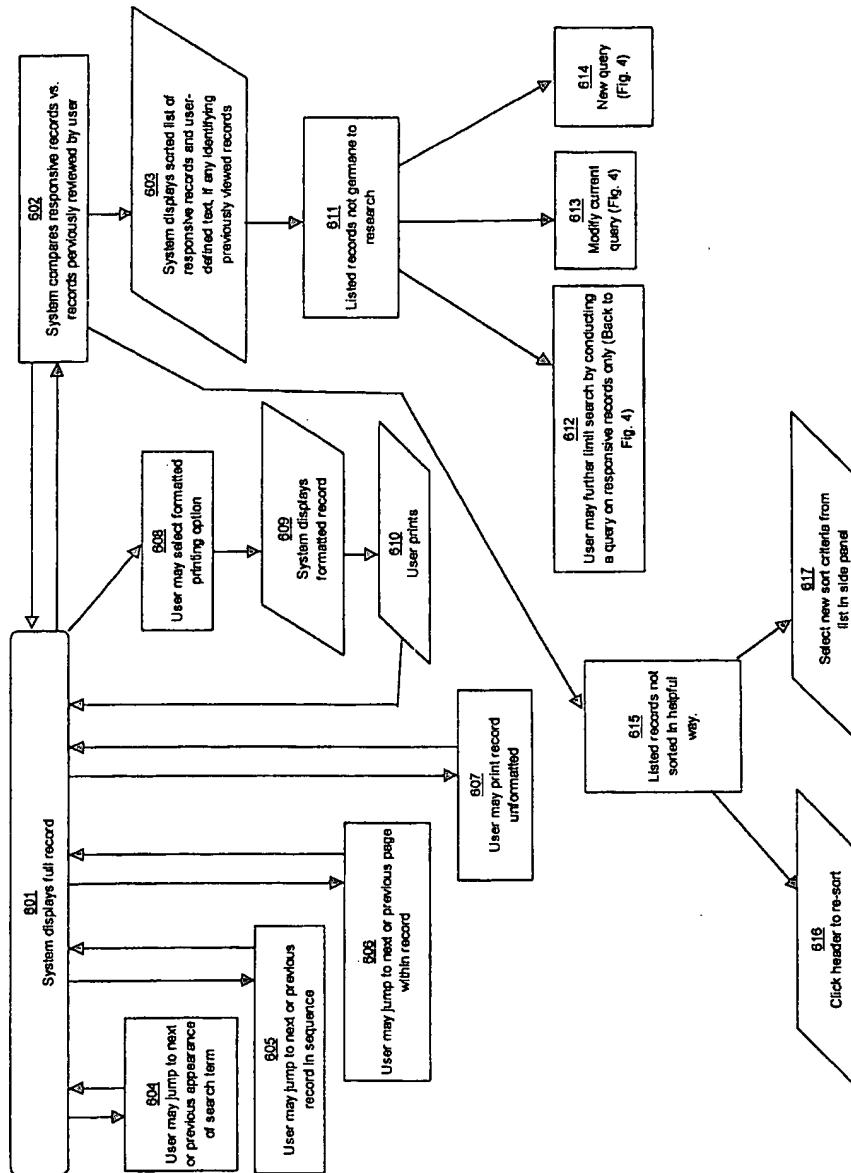 601
System displays full record
602
System compares responsive records vs.
records perviously reviewed by user
603
System displays sorted list of
responsive records and user-
defined text, if any identifying
previously viewed records
604
User may jump to next
or previous appearance
of search term
605
User may jump to next or previous
record in sequence
606
User may jump to next or previous page
within record
607
User may print record
unformatted
608
User may select formatted
printing option
609
System displays
formatted record
610
User prints
611
Listed records not germane to
research
612
User may further limit search by conducting
a query on responsive records only (Back to
Fig. 4)
613
Modify current
query (Fig. 4)
614
New query
(Fig. 4)
615
Listed records not
sorted in helpful
way.
616
Click header to re-sort
617
Select new sort criteria from
list in side panel